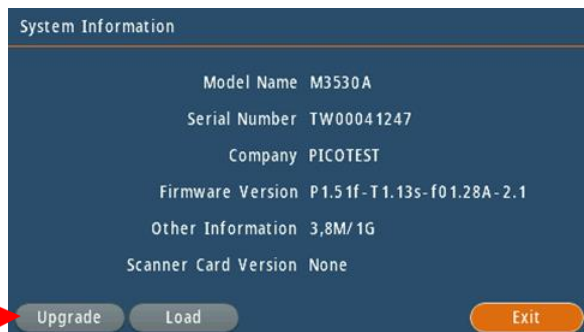 System Information
Model Name M3530A
Serial Number TW00041247
Company PICOTEST
Firmware Version P1.51f-T1.13s-f01.28A-2.1
Other Information 3,8M/1G
Scanner Card Version None
Upgrade Load Exit